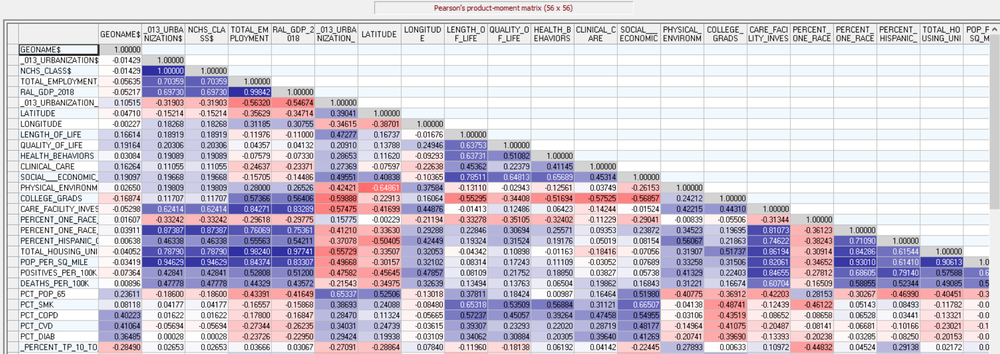 Pearson's product-moment matrix (56 x 56)
GEONAME$ _013_URBA NIZATION$ NCHS_CLA SS$ TOTAL_EM PLOYMENT RAL_GDP_2 018 _013_URBA NIZATION_ LATITUDE LONGITUD E LENGTH_O F_LIFE QUALITY_O F_LIFE HEALTH_B EHAVIORS CLINICAL_C ARE SOCIAL___ ECONOMIC PHYSICAL_ ENVIRONM COLLEGE_ GRADS CARE_FACI LITY_INVES PERCENT_ ONE_RACE PERCENT_ ONE_RACE PERCENT_ HISPANIC_ TOTAL_HO USING_UNI POP_F SQ_M
GEONAME$ 1.00000
_013_URBANIZATION$ -0.01429 1.00000
NCHS_CLASS$ -0.01429 1.00000 1.00000
TOTAL_EMPLOYMENT_ -0.05635 0.70359 0.70359 1.00000
RAL_GDP_2018 -0.05217 0.69730 0.69730 0.99842 1.00000
_013_URBANIZATION_ 0.10515 -0.31903 -0.31903 -0.56320 -0.54674 1.00000
LATITUDE -0.04710 -0.15214 -0.15214 -0.35629 -0.34714 0.39041 1.00000
LONGITUDE -0.00227 0.18268 0.18268 0.31185 0.30755 -0.34615 -0.38701 1.00000
LENGTH_OF_LIFE 0.16614 0.18919 0.18919 -0.11976 -0.11000 0.47277 0.16737 -0.01676 1.00000
QUALITY_OF_LIFE 0.19164 0.20306 0.20306 0.04357 0.04132 0.20910 0.13788 0.24946 0.63753 1.00000
HEALTH_BEHAVIORS 0.03084 0.19089 0.19089 -0.07579 -0.07330 0.28653 0.11620 -0.09293 0.63731 0.51082 1.00000
CLINICAL_CARE 0.16264 0.11055 0.11055 -0.24637 -0.23371 0.27369 -0.07597 -0.22638 0.45362 0.22379 0.41145 1.00000
SOCIAL___ECONOMIC_ 0.19097 0.19668 0.19668 -0.15705 -0.14486 0.49551 0.40838 -0.10365 0.78511 0.64813 0.65689 0.45314 1.00000
PHYSICAL_ENVIRONM 0.02650 0.19809 0.19809 0.28000 0.26526 -0.42421 -0.64861 0.37584 -0.13110 -0.02943 -0.12561 0.03749 -0.26153 1.00000
COLLEGE_GRADS -0.16874 0.11707 0.11707 0.57366 0.56406 -0.59888 -0.22913 0.16064 -0.55295 -0.34408 -0.51694 -0.57525 -0.56857 0.24212 1.00000
CARE_FACILITY_INVES -0.05298 0.62414 0.62414 0.84271 0.83289 -0.57475 -0.41699 0.44876 -0.01413 0.12486 0.06423 -0.14244 -0.01524 0.42215 0.44310 1.00000
PERCENT_ONE_RACE_ 0.01607 -0.33242 -0.33242 -0.29618 -0.29775 0.15775 -0.00229 -0.21194 -0.33278 -0.35105 -0.32402 -0.11229 -0.29041 -0.00839 -0.05506 -0.31344 1.00000
PERCENT_ONE_RACE_ 0.03911 0.87387 0.87387 0.76069 0.75361 -0.41210 -0.33630 0.29288 0.22846 0.30694 0.25571 0.09353 0.23872 0.34523 0.19695 0.81073 -0.36123 1.00000
PERCENT_HISPANIC_( 0.00638 0.46338 0.46338 0.55563 0.54211 -0.37078 -0.50405 0.42449 0.19324 0.31524 0.19176 0.05019 0.08154 0.56067 0.21863 0.74622 -0.38243 0.71090 1.00000
TOTAL_HOUSING_UNI -0.04052 0.78790 0.78790 0.98240 0.97741 -0.55729 -0.33507 0.32053 -0.04342 0.10898 -0.01163 -0.18416 -0.07056 0.31907 0.51737 0.86194 -0.30914 0.84286 0.61544 1.00000
POP_PER_SQ_MILE -0.03419 0.94629 0.94629 0.84374 0.83307 -0.49668 -0.30157 0.32102 0.08314 0.17243 0.11109 -0.03052 0.07689 0.33258 0.31506 0.82061 -0.34652 0.93010 0.61410 0.90613 1.0
POSITIVES_PER_100K -0.07364 0.42841 0.42841 0.52808 0.51200 -0.47582 -0.45645 0.47857 0.08109 0.21752 0.18850 0.03827 0.05738 0.41329 0.22403 0.84655 -0.27812 0.68605 0.79140 0.57588 0.6
DEATHS_PER_100K 0.00896 0.47778 0.47778 0.44329 0.43572 -0.21543 -0.34975 0.32639 0.13494 0.13763 0.06504 0.19862 0.16843 0.31221 0.16674 0.60704 -0.16509 0.58855 0.52344 0.49085 0.5
PCT_POP_65 0.23611 -0.18600 -0.18600 -0.43391 -0.41649 0.65337 0.52506 -0.13018 0.37811 0.18424 0.00987 0.16464 0.51980 -0.40775 -0.36912 -0.42203 0.28153 -0.30267 -0.46990 -0.40451 -0.3
PCT_SMK 0.08118 0.04177 0.04177 -0.16557 -0.15868 0.38693 0.24088 -0.08480 0.65318 0.53509 0.56884 0.31121 0.66507 -0.04138 -0.48741 -0.12439 -0.46122 0.05143 0.08493 -0.11782 -0.0
PCT_COPD 0.40223 0.01622 0.01622 -0.17800 -0.16847 0.28470 0.11324 -0.05665 0.57237 0.45057 0.39264 0.47458 0.54955 -0.03106 -0.43519 -0.08652 -0.08658 0.06528 0.03441 -0.13321 -0.0
PCT_CVD 0.41064 -0.05694 -0.05694 -0.27344 -0.26235 0.34031 0.24739 -0.03615 0.39307 0.23293 0.22020 0.28719 0.48177 -0.14964 -0.41075 -0.20487 -0.08141 -0.06681 -0.10166 -0.23021 -0.1
PCT_DIAB 0.36485 0.00028 0.00028 -0.23726 -0.22950 0.29424 0.19938 -0.03109 0.34062 0.30884 0.20305 0.39640 0.41269 -0.20741 -0.39690 -0.13393 -0.20238 -0.03285 -0.08250 -0.20153 -0.0
_PERCENT_TP_10_TO_ -0.28490 0.02653 0.02653 0.03666 0.03067 -0.27091 -0.28864 0.07840 -0.11960 -0.18138 0.06192 0.04142 -0.22445 0.27893 0.00633 0.10972 -0.44832 0.04524 0.29138 0.02172 0.0